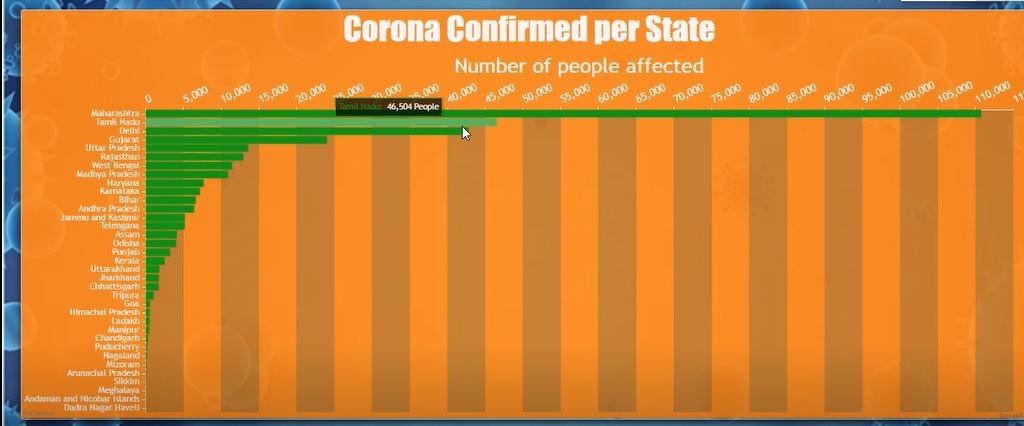 Corona Confirmed per State
Number of people affected
0 5,000 10,000 15,000 20,000 25,000 30,000 35,000 40,000 45,000 50,000 55,000 60,000 65,000 70,000 75,000 80,000 85,000 90,000 95,000 100,000 105,000 110,000
Tamil Nadu: 46,504 People
Maharashtra
Tamil Nadu
Delhi
Gujarat
Uttar Pradesh
Rajasthan
West Bengal
Madhya Pradesh
Haryana
Karnataka
Bihar
Andhra Pradesh
Jammu and Kashmir
Telengana
Assam
Odisha
Punjab
Kerala
Uttarakhand
Jharkhand
Chhattisgarh
Tripura
Goa
Himachal Pradesh
Ladakh
Manipur
Chandigarh
Puducherry
Nagaland
Mizoram
Arunachal Pradesh
Sikkim
Meghalaya
Andaman and Nicobar Islands
Dadra Nagar Haveli